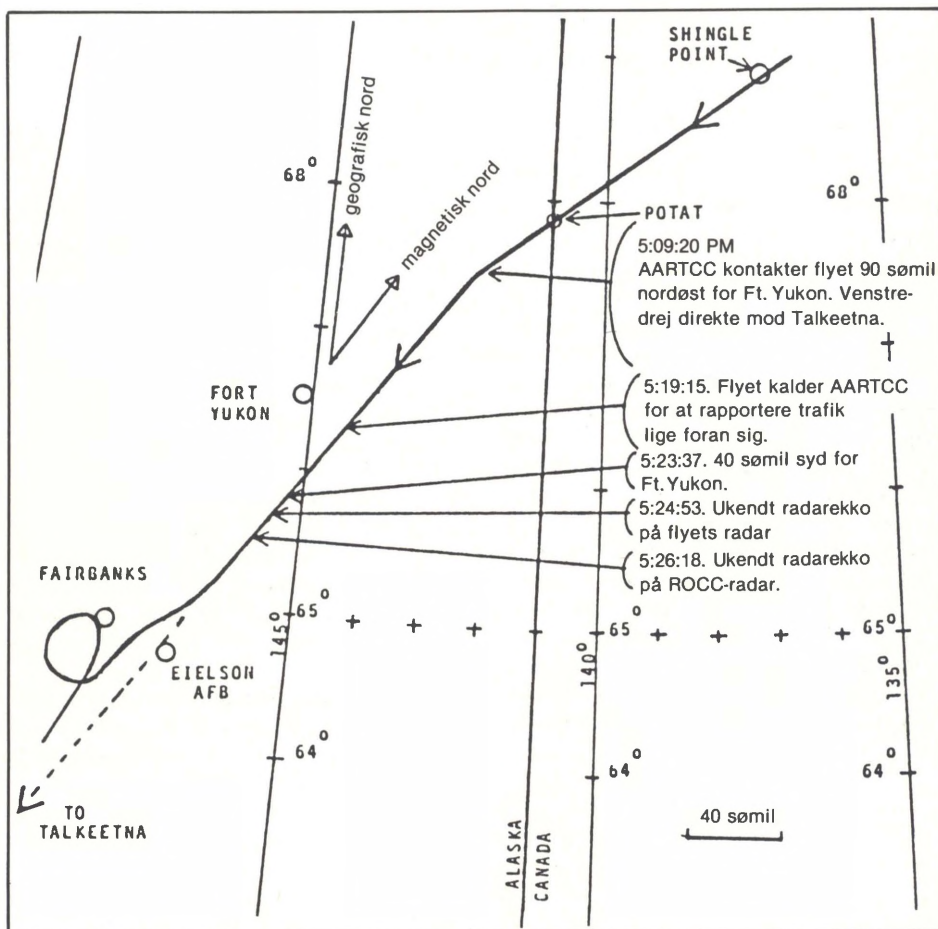 SHINGLE
POINT
geografisk nord
magnetisk nord
68°
68°
POTAT
5:09:20 PM
AARTCC kontakter flyet 90 sømil
nordøst for Ft. Yukon. Venstre-
drej direkte mod Talkeetna.
FORT
YUKON
5:19:15. Flyet kalder AARTCC
for at rapportere trafik
lige foran sig.
5:23:37. 40 sømil syd for
Ft. Yukon.
5:24:53. Ukendt radarekko
på flyets radar
5:26:18. Ukendt radarekko
på ROCC-radar.
FAIRBANKS
EIELSON
AFB
145°
65°
140°
65°
135°
65°
64°
64°
64°
TO
TALKEETNA
ALASKA
CANADA
40 sømil